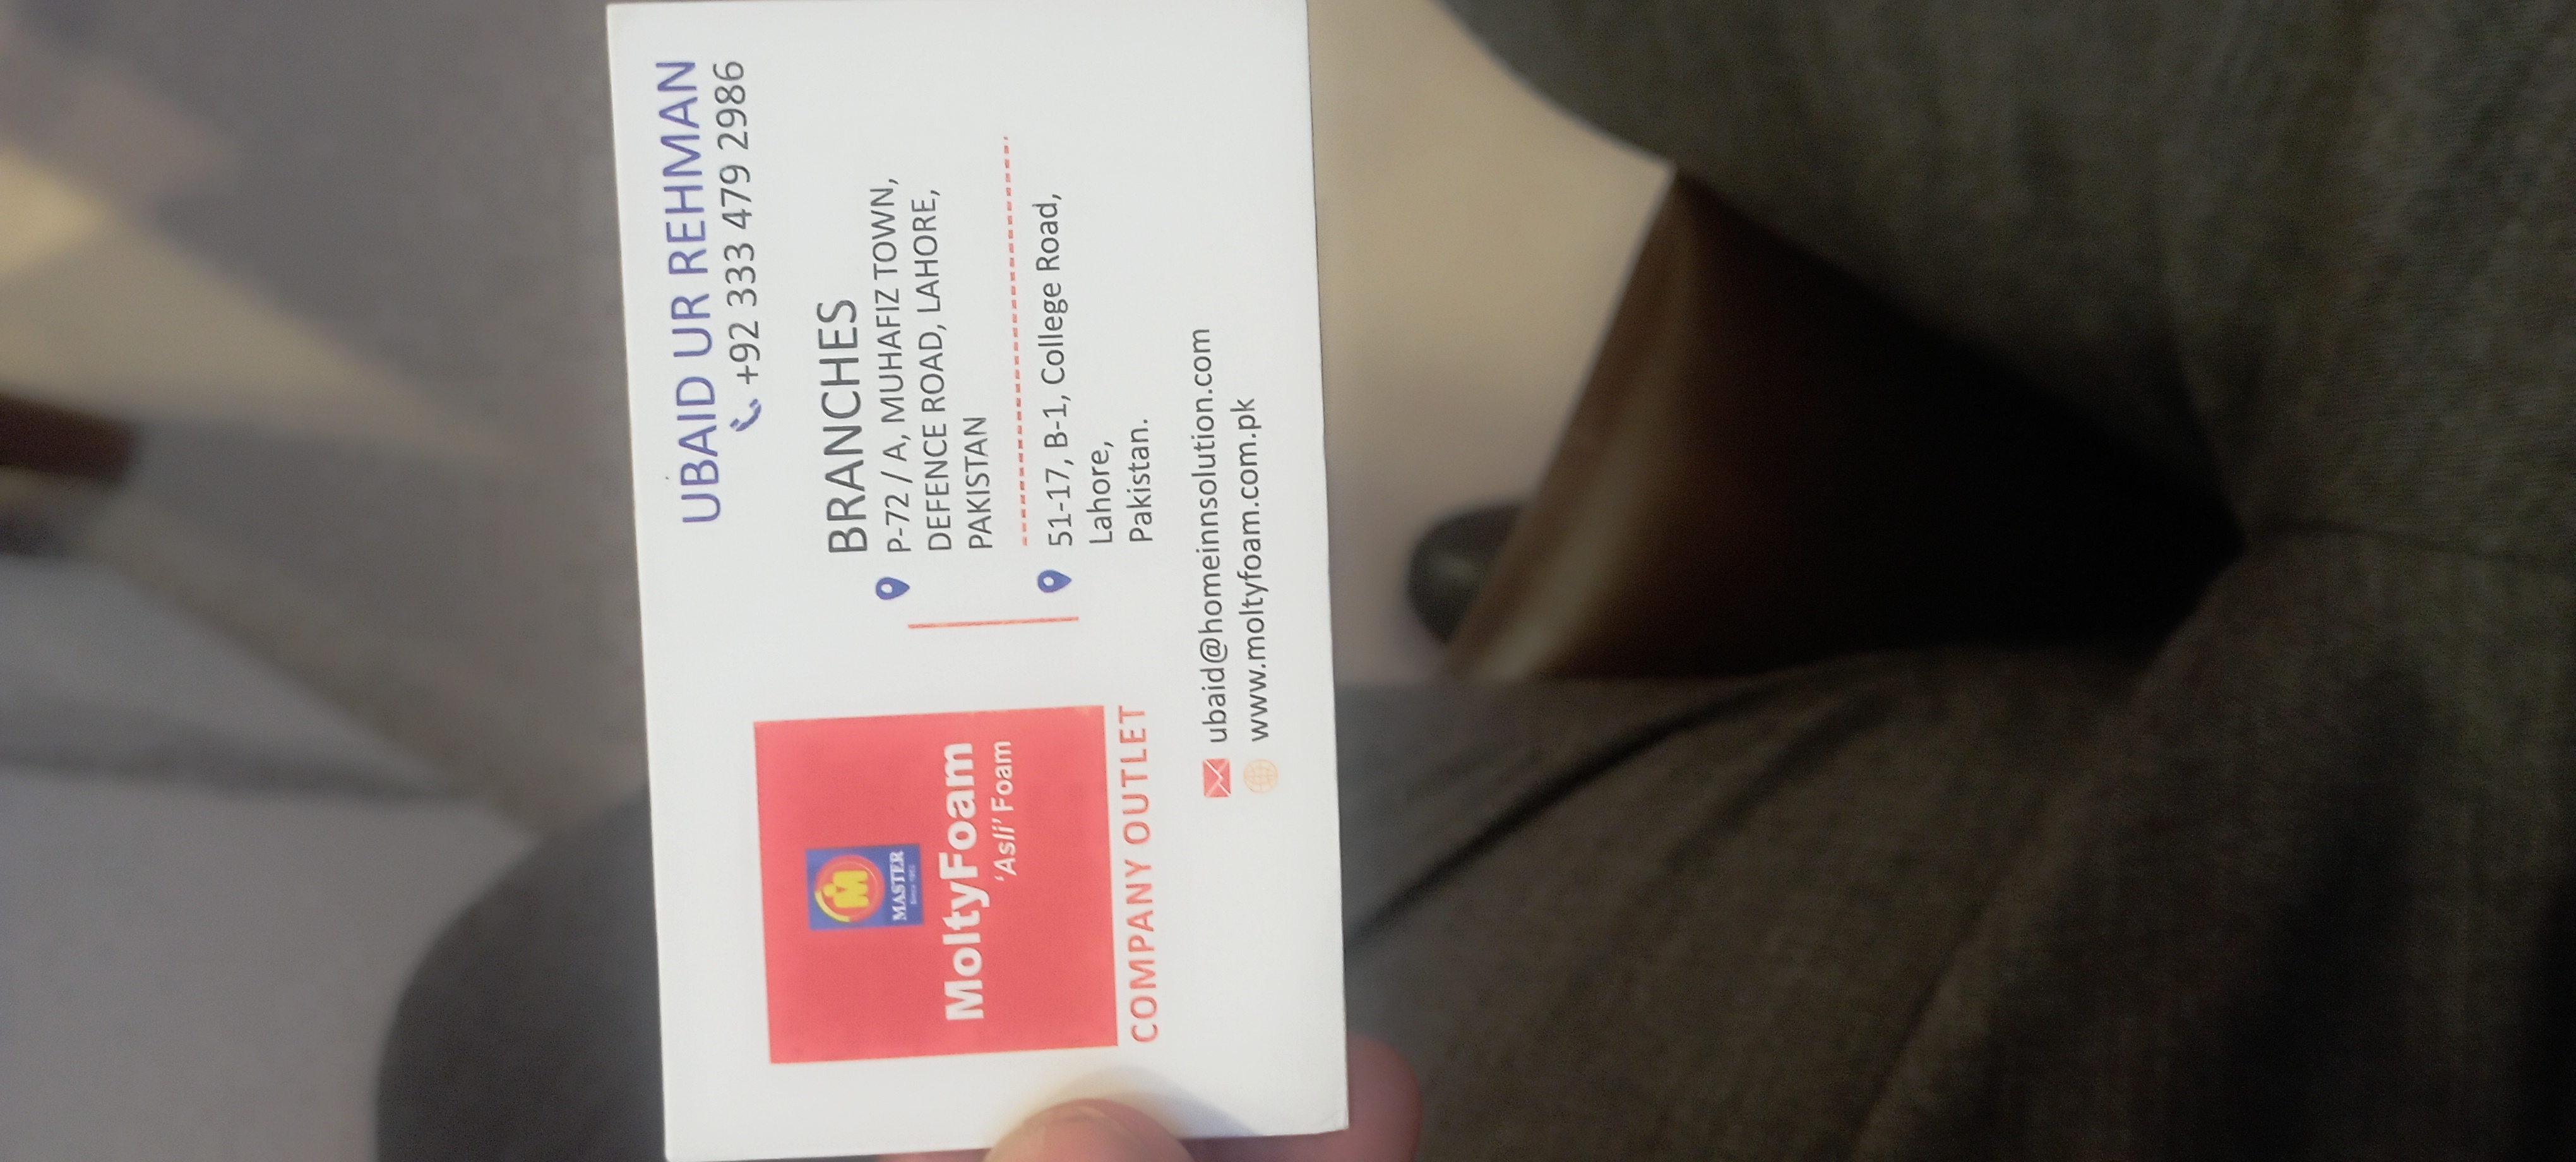 UBAID UR REHMAN
+92 333 479 2986
MASTER
MoltyFoam
‘Asli’ Foam
COMPANY OUTLET
BRANCHES
P-72 / A, MUHAFIZ TOWN,
DEFENCE ROAD, LAHORE,
PAKISTAN
51-17, B-1, College Road,
Lahore,
Pakistan.
ubaid@homeinnsolution.com
www.moltyfoam.com.pk